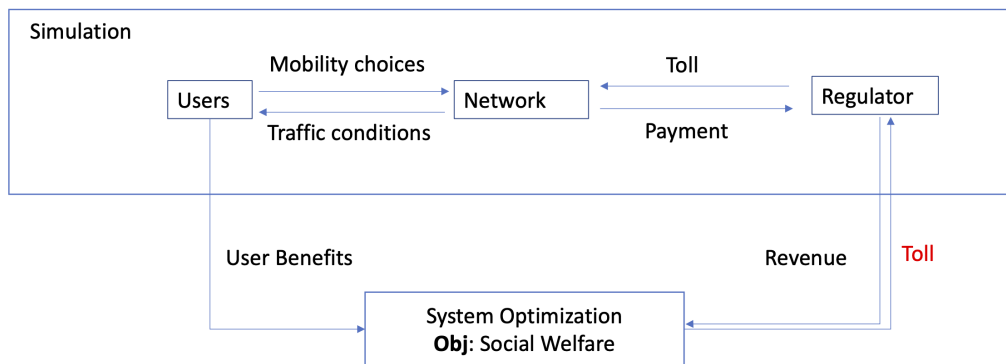 Simulation
Mobility choices
Toll
Users
Network
Regulator
Traffic conditions
Payment
User Benefits
Revenue
Toll
System Optimization
Obj: Social Welfare